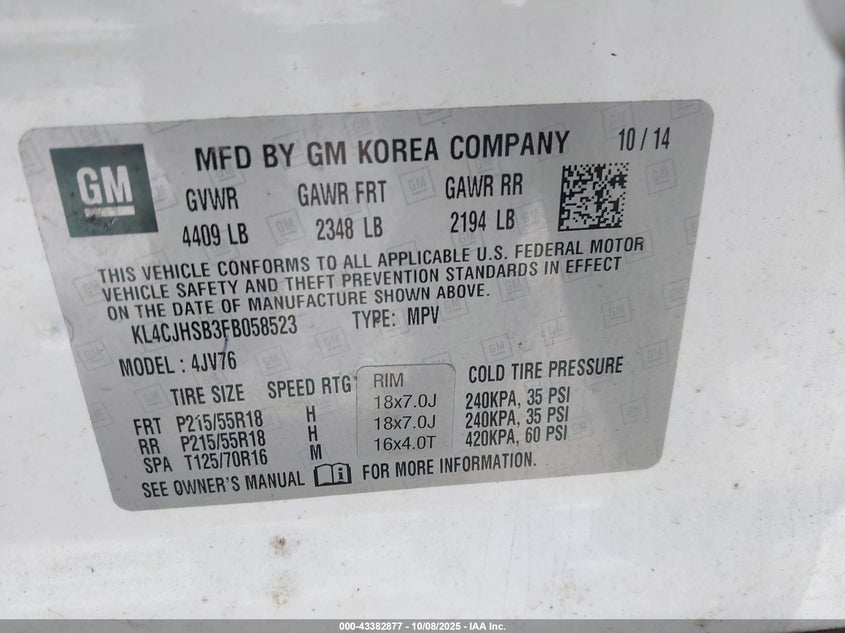 GM
MFD BY GM KOREA COMPANY 10/14
GVWR GAWR FRT GAWR RR
4409 LB 2348 LB 2194 LB
THIS VEHICLE CONFORMS TO ALL APPLICABLE U.S. FEDERAL MOTOR
VEHICLE SAFETY AND THEFT PREVENTION STANDARDS IN EFFECT
ON THE DATE OF MANUFACTURE SHOWN ABOVE.
KL4CJHSB3FB058523 TYPE: MPV
MODEL : 4JV76
TIRE SIZE SPEED RTG RIM COLD TIRE PRESSURE
FRT P215/55R18 H 18x7.0J 240KPA, 35 PSI
RR P215/55R18 H 18x7.0J 240KPA, 35 PSI
SPA T125/70R16 M 16x4.0T 420KPA, 60 PSI
SEE OWNER'S MANUAL FOR MORE INFORMATION.
000-43382877 - 10/08/2025 - IAA Inc.